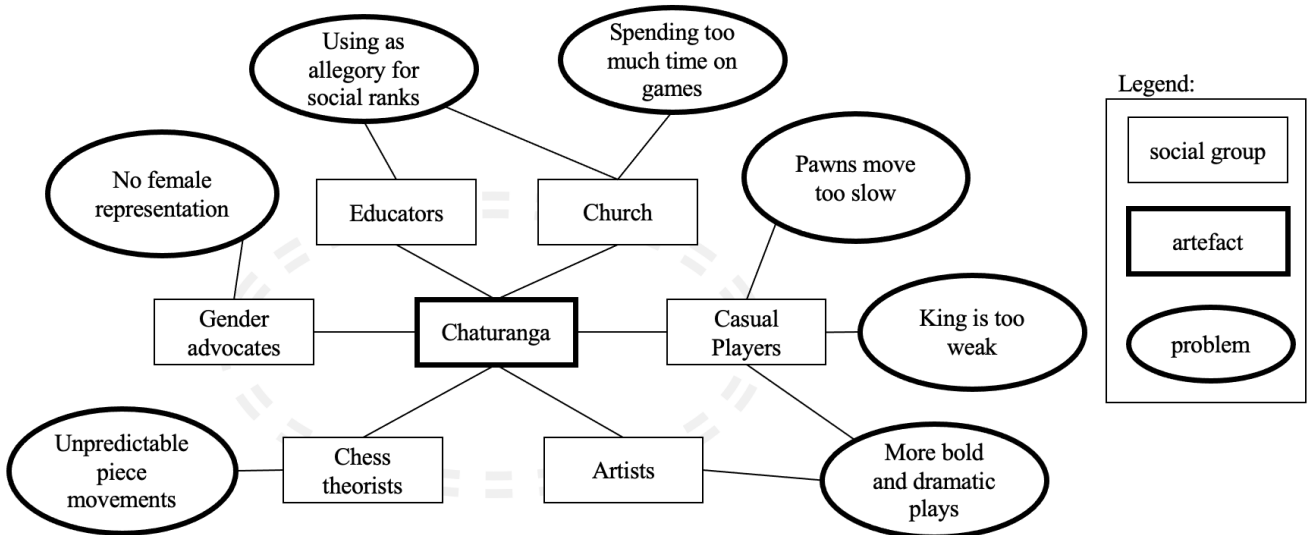 Using as
allegory for
social ranks
Spending too
much time on
games
Legend:
social group
No female
representation
Educators
Church
Pawns move
too slow
artefact
Gender
advocates
Chaturanga
Casual
Players
King is too
weak
problem
Unpredictable
piece
movements
Chess
theorists
Artists
More bold
and dramatic
plays